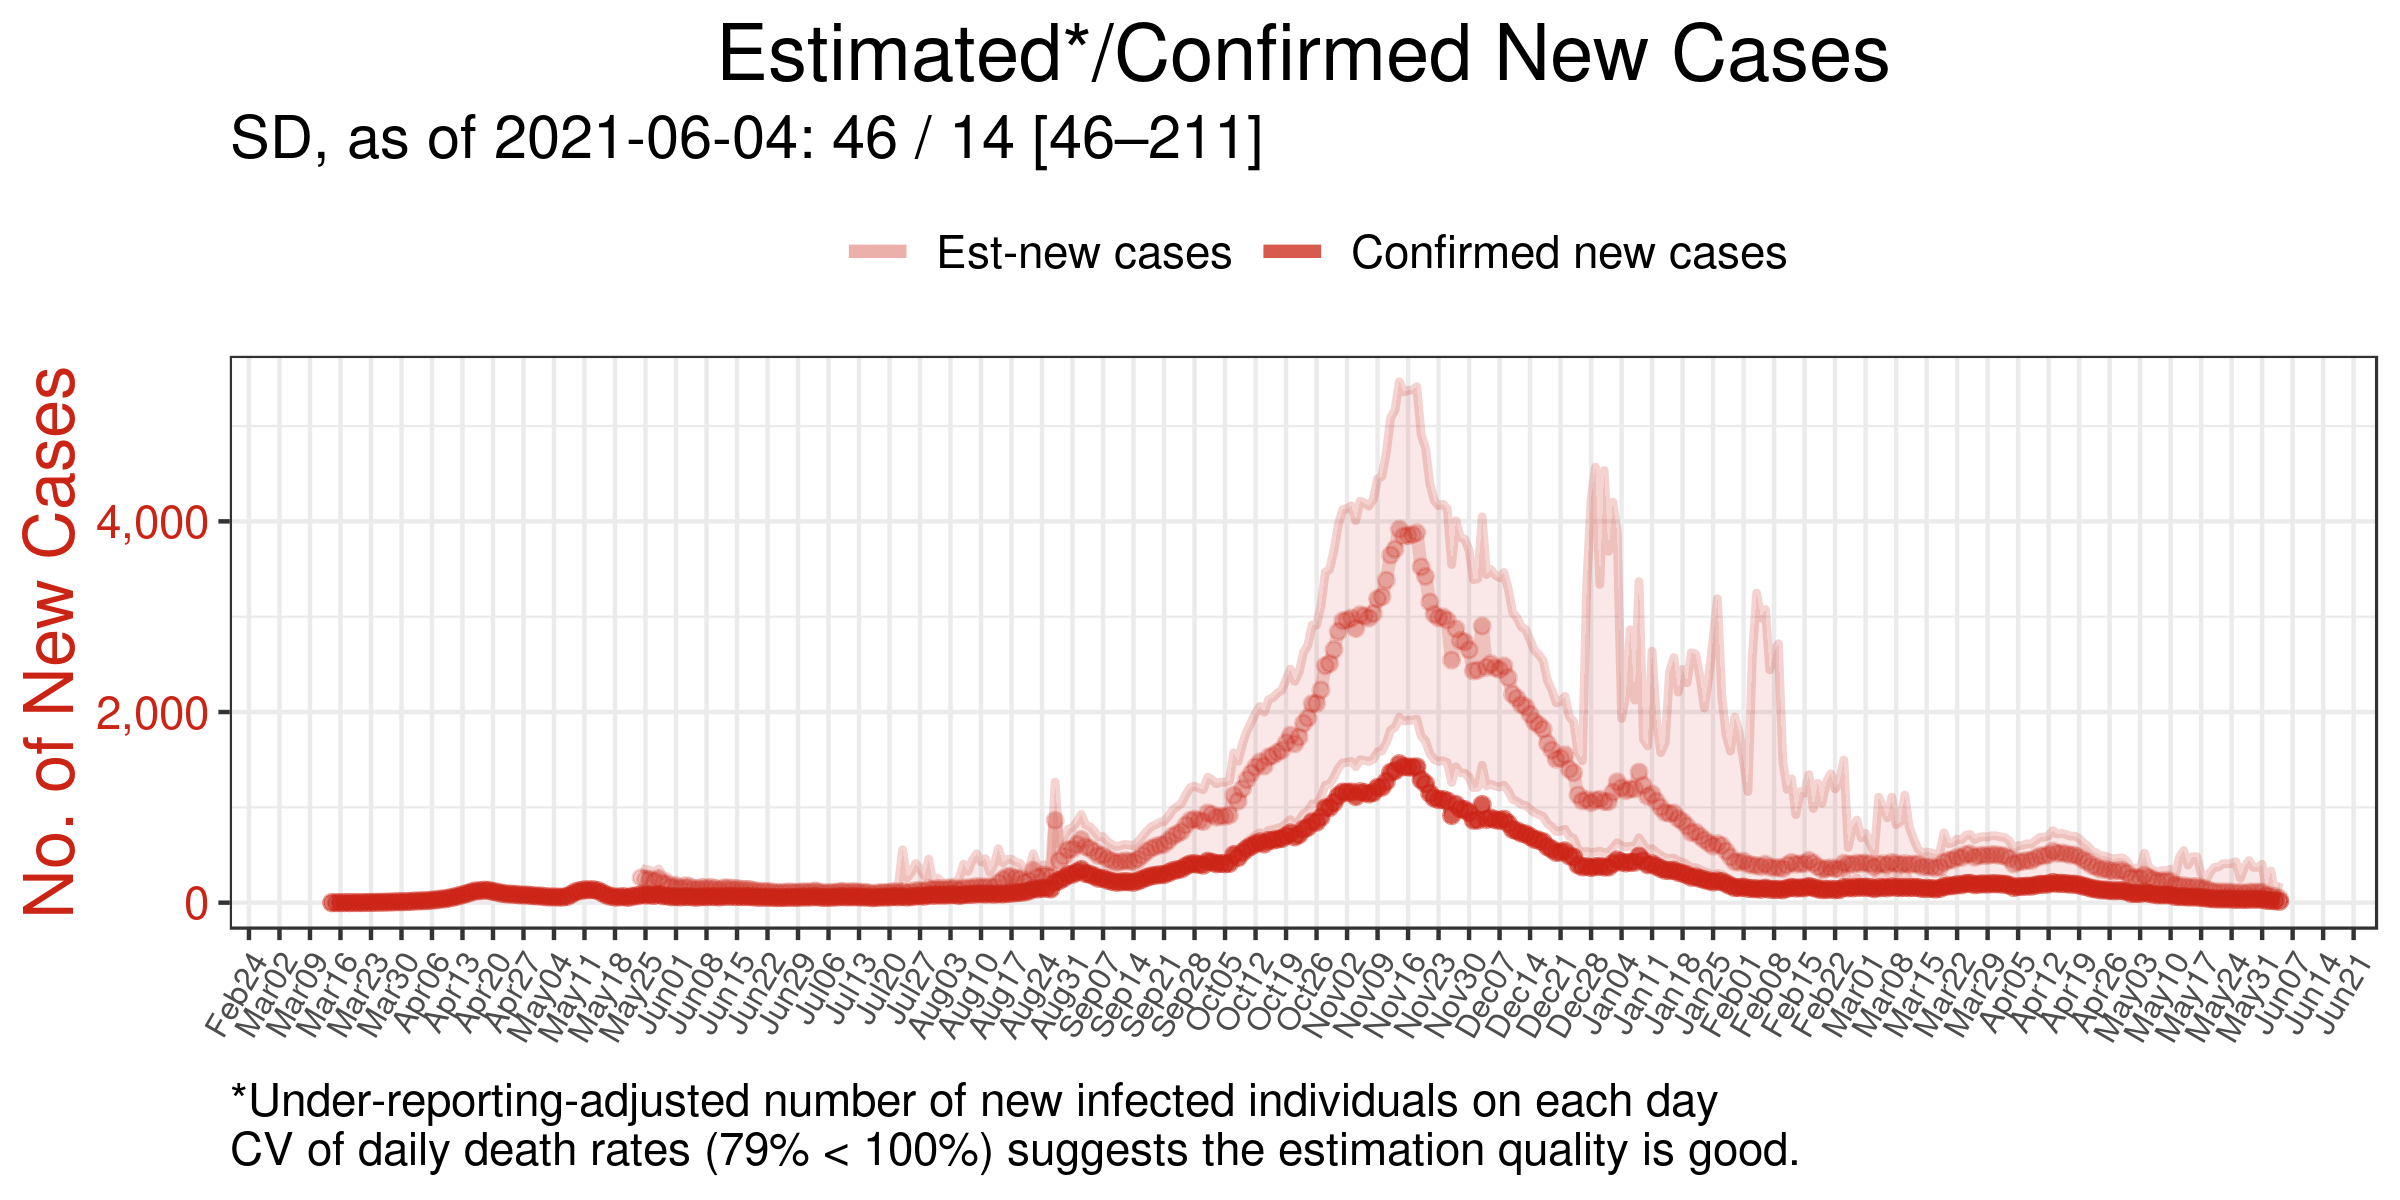 Estimated*/Confirmed New Cases
SD, as of 2021-06-04: 46 / 14 [46–211]
Est-new cases Confirmed new cases
No. of New Cases
4,000
2,000
0
Feb24 Mar02 Mar09 Mar16 Mar23 Mar30 Apr06 Apr13 Apr20 Apr27 May04 May11 May18 May25 Jun01 Jun08 Jun15 Jun22 Jun29 Jul06 Jul13 Jul20 Jul27 Aug03 Aug10 Aug17 Aug24 Aug31 Sep07 Sep14 Sep21 Sep28 Oct05 Oct12 Oct19 Oct26 Nov02 Nov09 Nov16 Nov23 Nov30 Dec07 Dec14 Dec21 Dec28 Jan04 Jan11 Jan18 Jan25 Feb01 Feb08 Feb15 Feb22 Mar01 Mar08 Mar15 Mar22 Mar29 Apr05 Apr12 Apr19 Apr26 May03 May10 May17 May24 May31 Jun07 Jun14 Jun21
*Under-reporting-adjusted number of new infected individuals on each day
CV of daily death rates (79% < 100%) suggests the estimation quality is good.